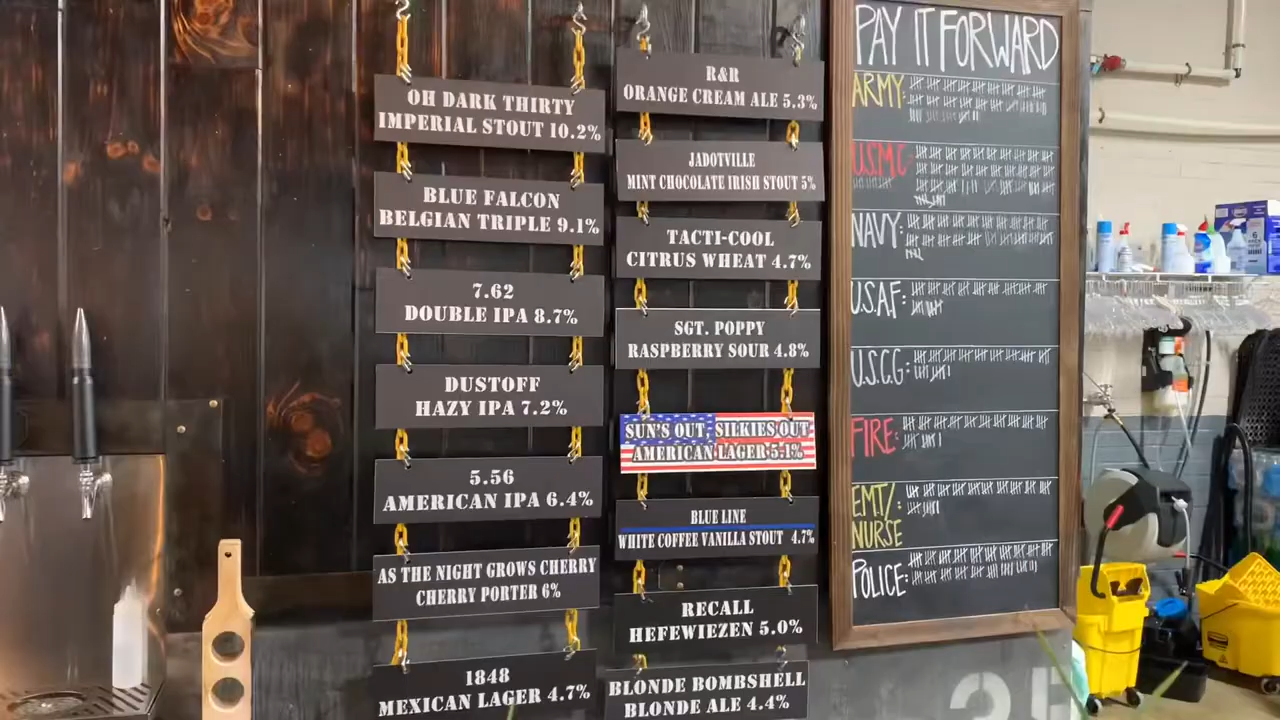 OH DARK THIRTY
IMPERIAL STOUT 10.2%
BLUE FALCON
BELGIAN TRIPLE 9.1%
7.62
DOUBLE IPA 8.7%
DUSTOFF
HAZY IPA 7.2%
5.56
AMERICAN IPA 6.4%
AS THE NIGHT GROWS CHERRY
CHERRY PORTER 6%
1848
MEXICAN LAGER 4.7%
R&R
ORANGE CREAM ALE 5.3%
JADOTVILLE
MINT CHOCOLATE IRISH STOUT 5%
TACTI-COOL
CITRUS WHEAT 4.7%
SGT. POPPY
RASPBERRY SOUR 4.8%
SUN'S OUT, SILKIES OUT
AMERICAN LAGER 5.1%
BLUE LINE
WHITE COFFEE VANILLA STOUT 4.7%
RECALL
HEFEWIEZEN 5.0%
BLONDE BOMBSHELL
BLONDE ALE 4.4%
PAY IT FORWARD
ARMY:
U.S.M.C
NAVY:
U.S.AF:
U.S.C.G:
FIRE:
EMT/:
NURSE
POLICE: